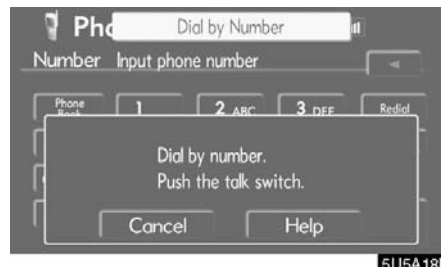 Dial by Number
Number Input phone number
Phone Book 1 2 ABC 3 DEF Redial
Dial by number.
Push the talk switch.
Cancel Help
5U5A18